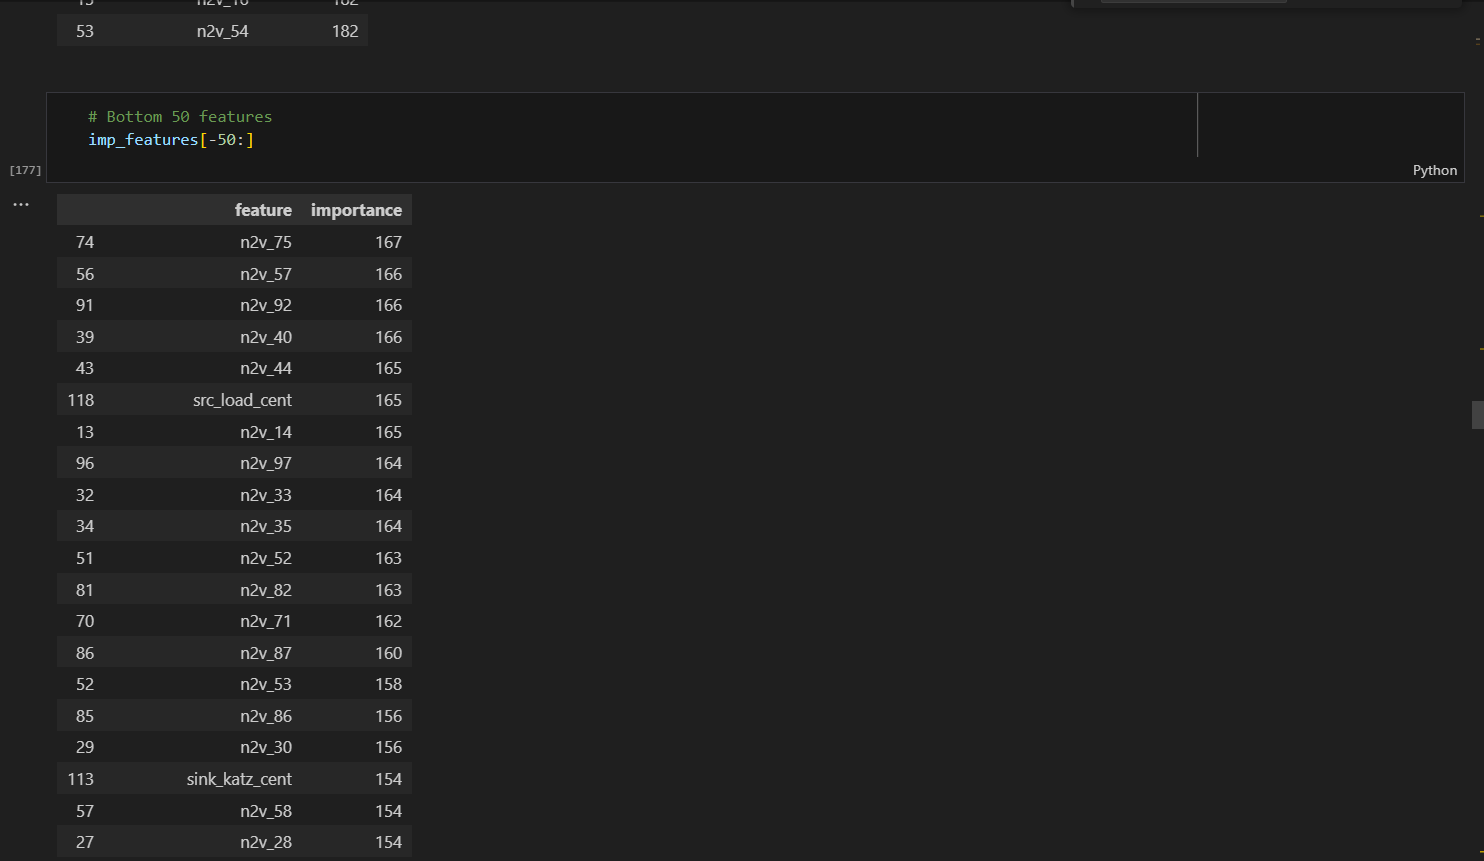 53 n2v_54 182
# Bottom 50 features
imp_features[-50:]
[177]
Python
...
feature importance
74 n2v_75 167
56 n2v_57 166
91 n2v_92 166
39 n2v_40 166
43 n2v_44 165
118 src_load_cent 165
13 n2v_14 165
96 n2v_97 164
32 n2v_33 164
34 n2v_35 164
51 n2v_52 163
81 n2v_82 163
70 n2v_71 162
86 n2v_87 160
52 n2v_53 158
85 n2v_86 156
29 n2v_30 156
113 sink_katz_cent 154
57 n2v_58 154
27 n2v_28 154